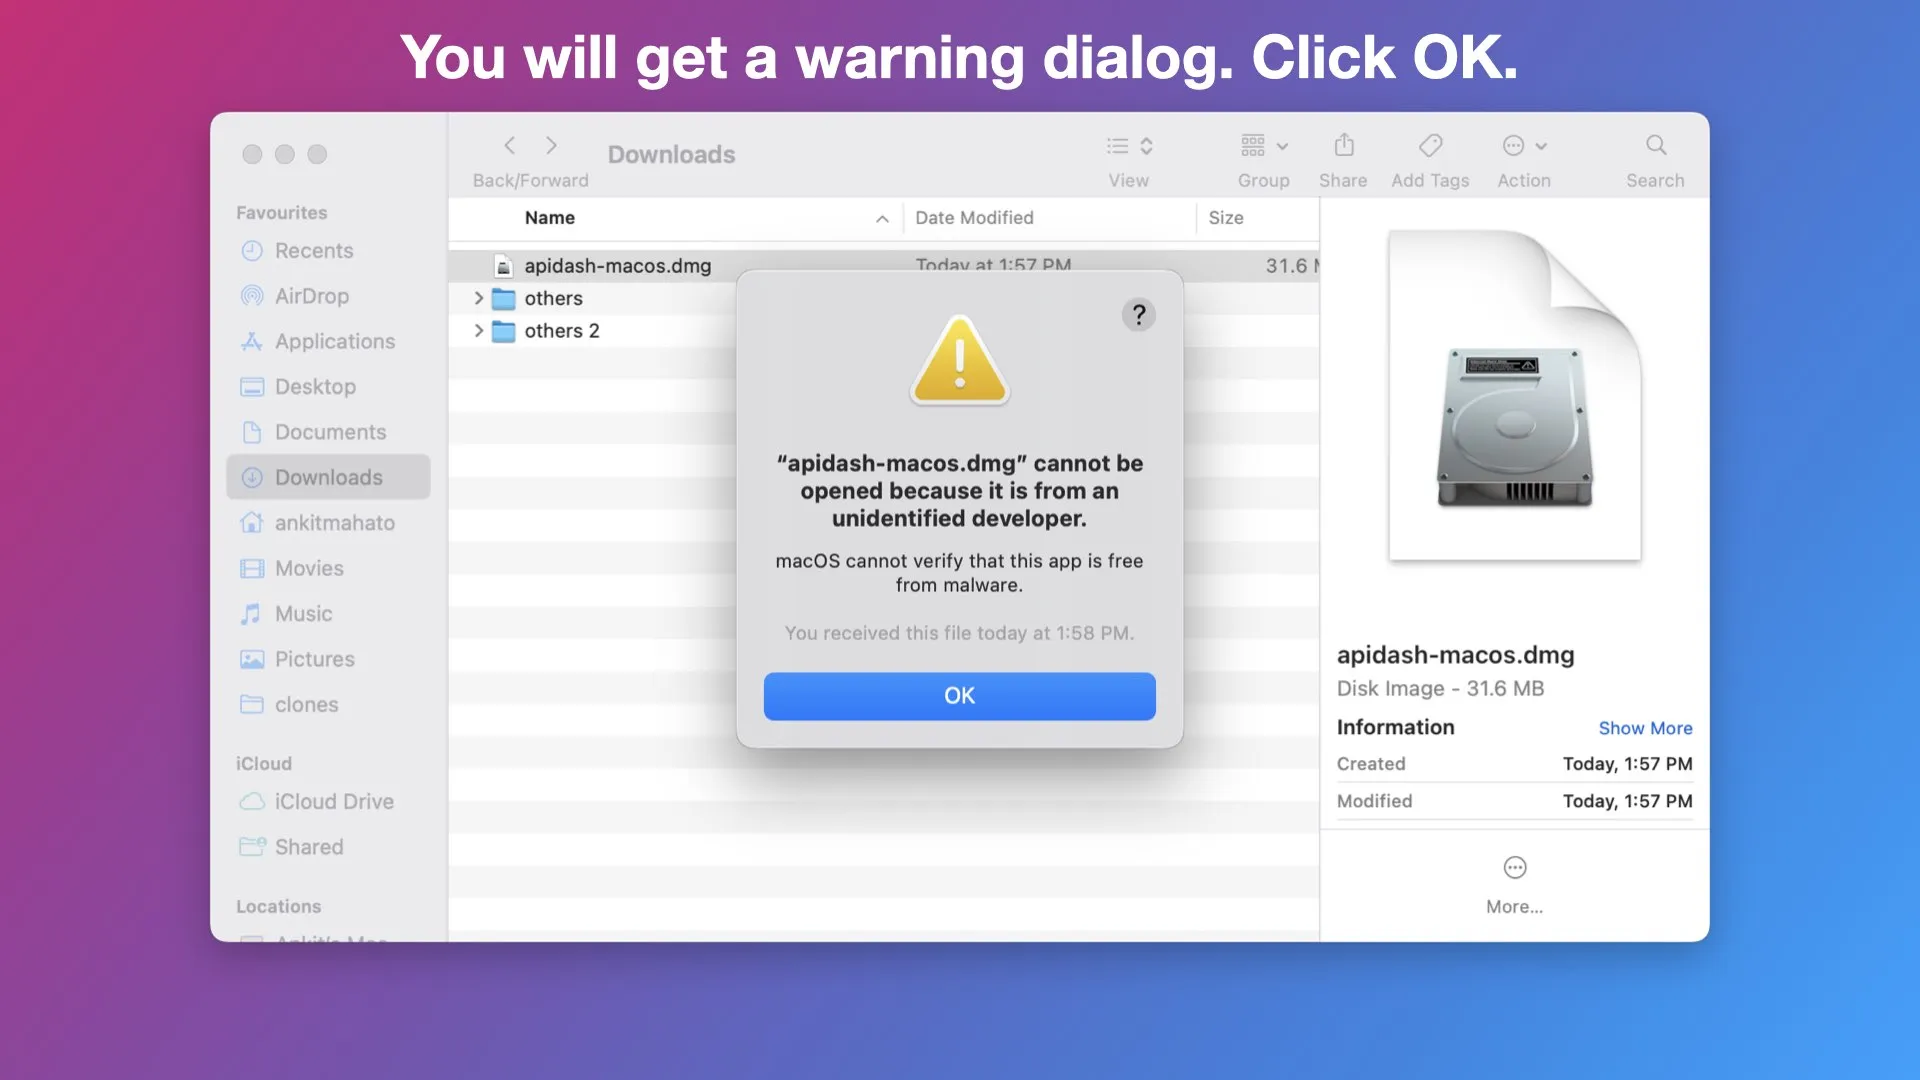 You will get a warning dialog. Click OK.
Back/Forward
Downloads
View
Group
Share
Add Tags
Action
Search
Favourites
Recents
AirDrop
Applications
Desktop
Documents
Downloads
ankitmahato
Movies
Music
Pictures
clones
iCloud
iCloud Drive
Shared
Locations
Ankit's Mac
Name
Date Modified
Size
apidash-macos.dmg
Today at 1:57 PM
31.6
others
others 2
?
“apidash-macos.dmg” cannot be
opened because it is from an
unidentified developer.
macOS cannot verify that this app is free
from malware.
You received this file today at 1:58 PM.
OK
apidash-macos.dmg
Disk Image - 31.6 MB
Information
Show More
Created
Today, 1:57 PM
Modified
Today, 1:57 PM
More...